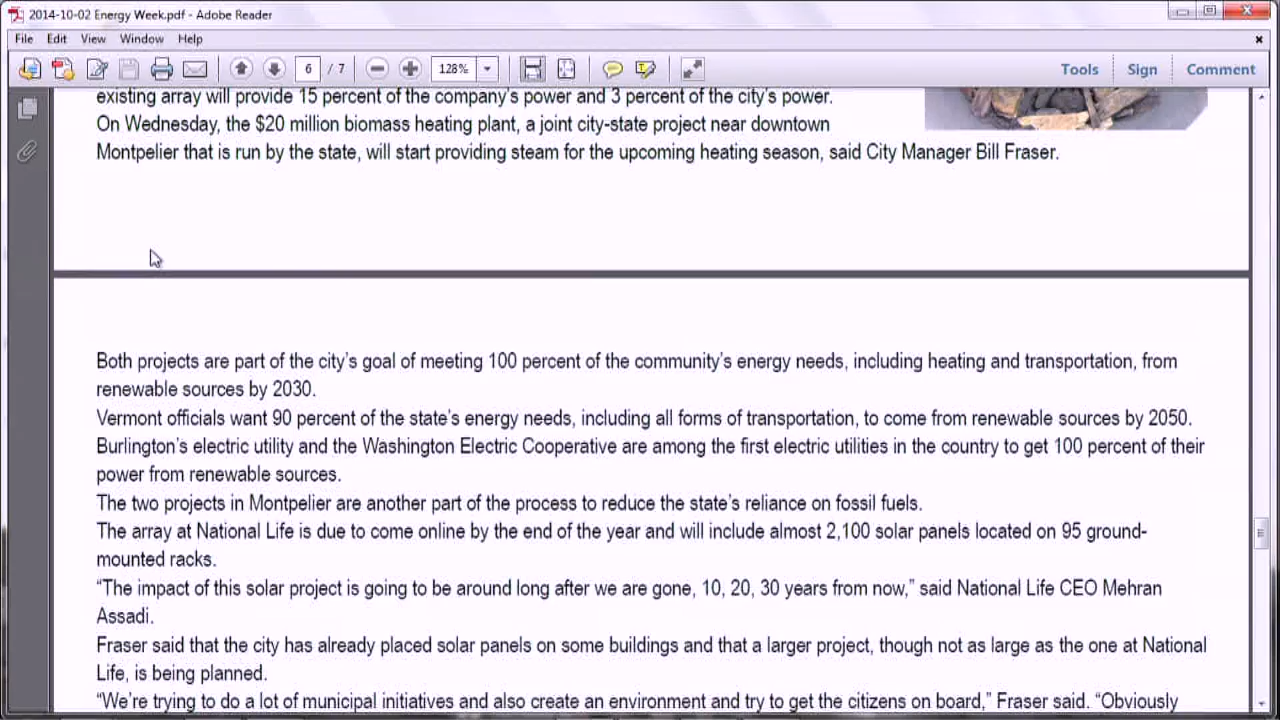 2014-10-02 Energy Week.pdf - Adobe Reader
File Edit View Window Help
6 / 7 128% Tools Sign Comment
existing array will provide 15 percent of the company's power and 3 percent of the city's power.
On Wednesday, the $20 million biomass heating plant, a joint city-state project near downtown
Montpelier that is run by the state, will start providing steam for the upcoming heating season, said City Manager Bill Fraser.
Both projects are part of the city's goal of meeting 100 percent of the community's energy needs, including heating and transportation, from
renewable sources by 2030.
Vermont officials want 90 percent of the state's energy needs, including all forms of transportation, to come from renewable sources by 2050.
Burlington's electric utility and the Washington Electric Cooperative are among the first electric utilities in the country to get 100 percent of their
power from renewable sources.
The two projects in Montpelier are another part of the process to reduce the state's reliance on fossil fuels.
The array at National Life is due to come online by the end of the year and will include almost 2,100 solar panels located on 95 ground-
mounted racks.
“The impact of this solar project is going to be around long after we are gone, 10, 20, 30 years from now,” said National Life CEO Mehran
Assadi.
Fraser said that the city has already placed solar panels on some buildings and that a larger project, though not as large as the one at National
Life, is being planned.
“We're trying to do a lot of municipal initiatives and also create an environment and try to get the citizens on board,” Fraser said. “Obviously